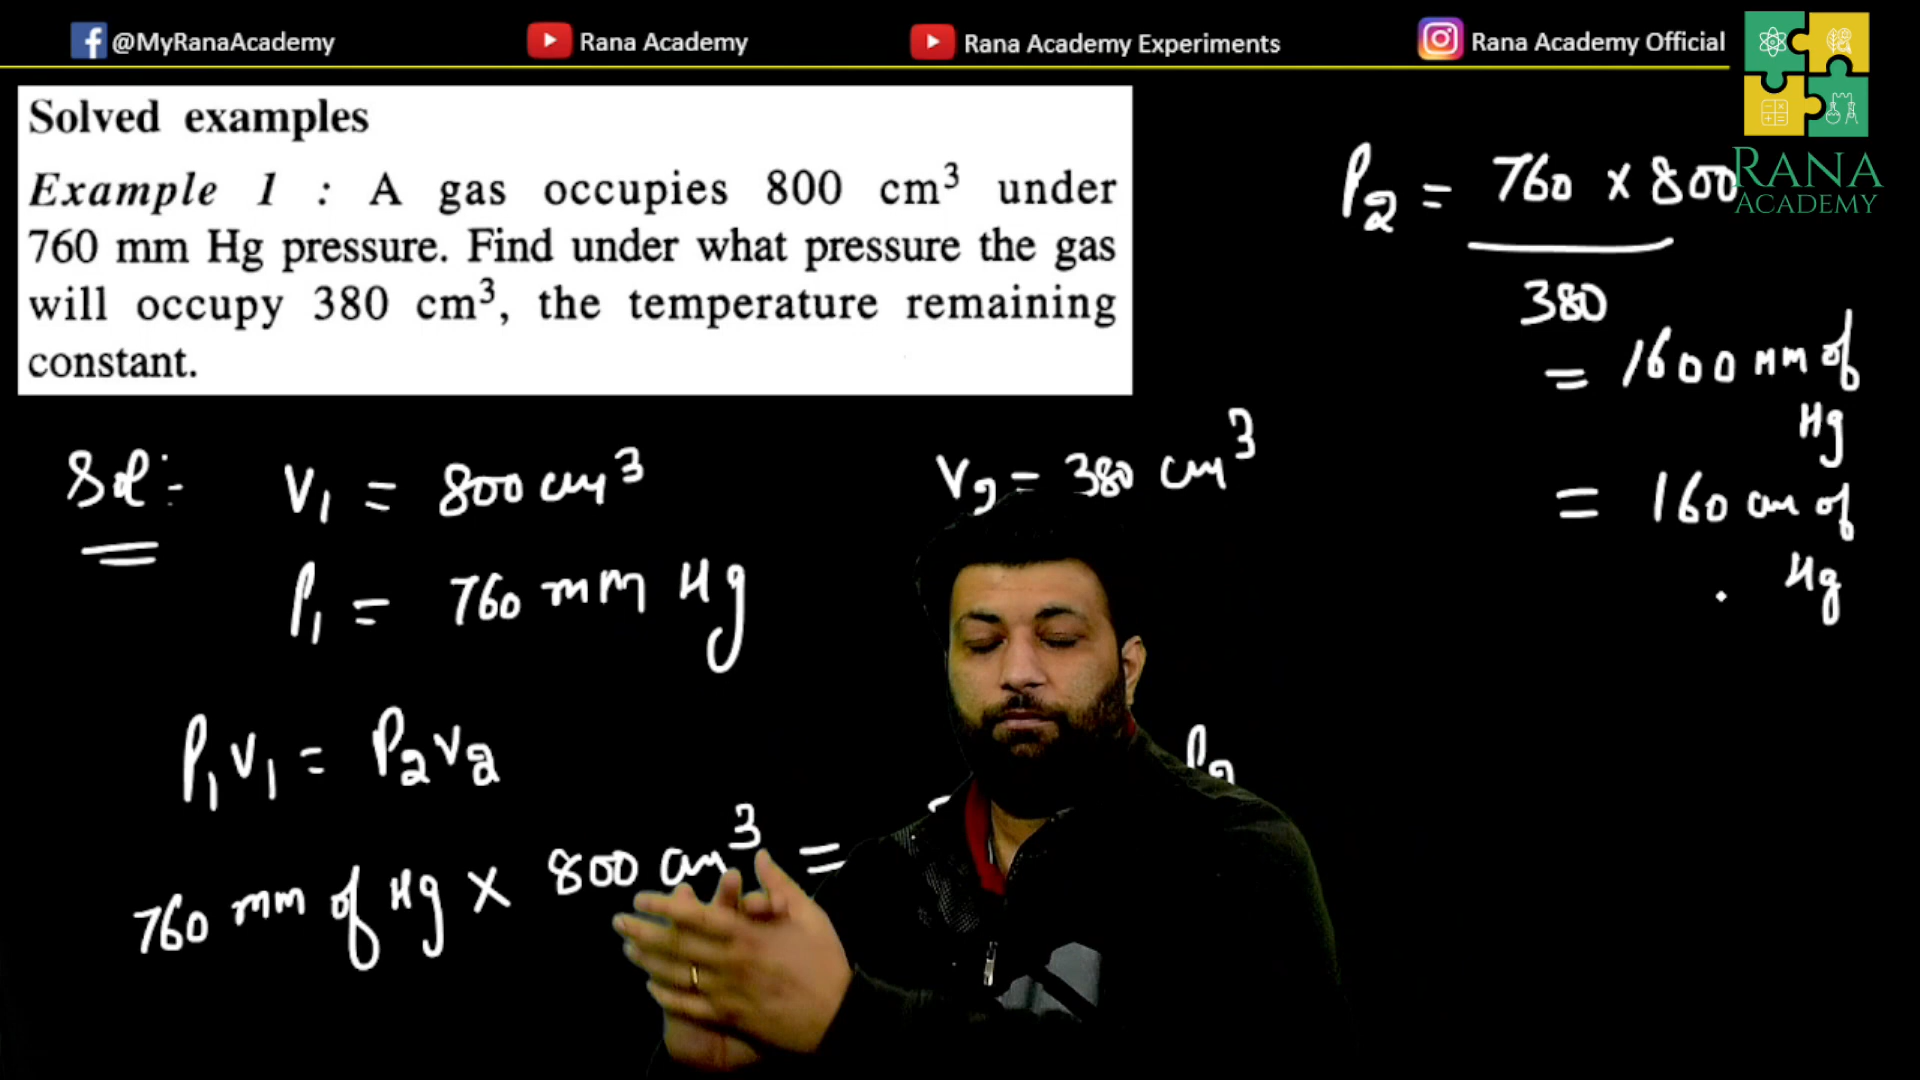 @MyRanaAcademy
Rana Academy
Rana Academy Experiments
Rana Academy Official
RANA
ACADEMY
Solved examples
Example 1 : A gas occupies 800 cm³ under
760 mm Hg pressure. Find under what pressure the gas
will occupy 380 cm³, the temperature remaining
constant.
Sol:-
V₁ = 800 cm³
V₂ = 380 cm³
P₁ = 760 mm Hg
P₂
P₁V₁ = P₂V₂
760 mm of Hg × 800 cm³ =
P₂ = 760 × 800
380
= 1600 mm of
Hg
= 160 cm of
Hg